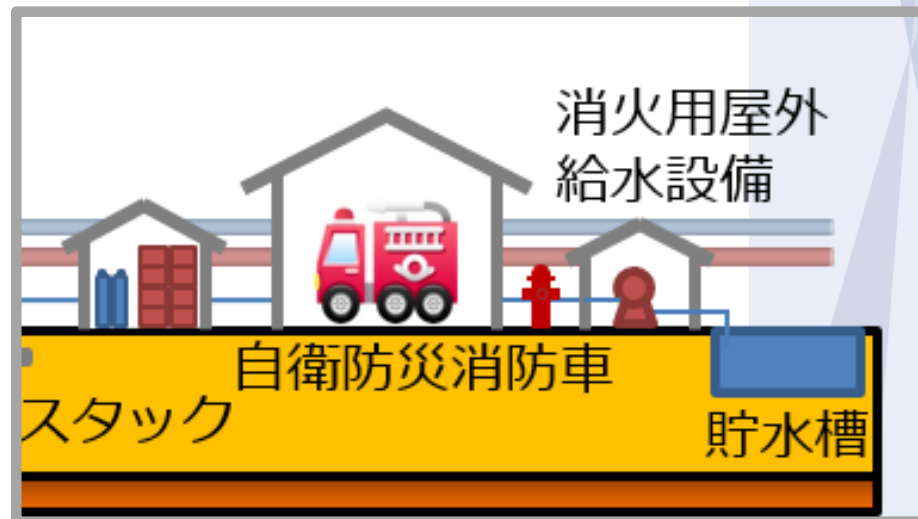 消火用屋外
給水設備
自衛防災消防車
スタック
貯水槽